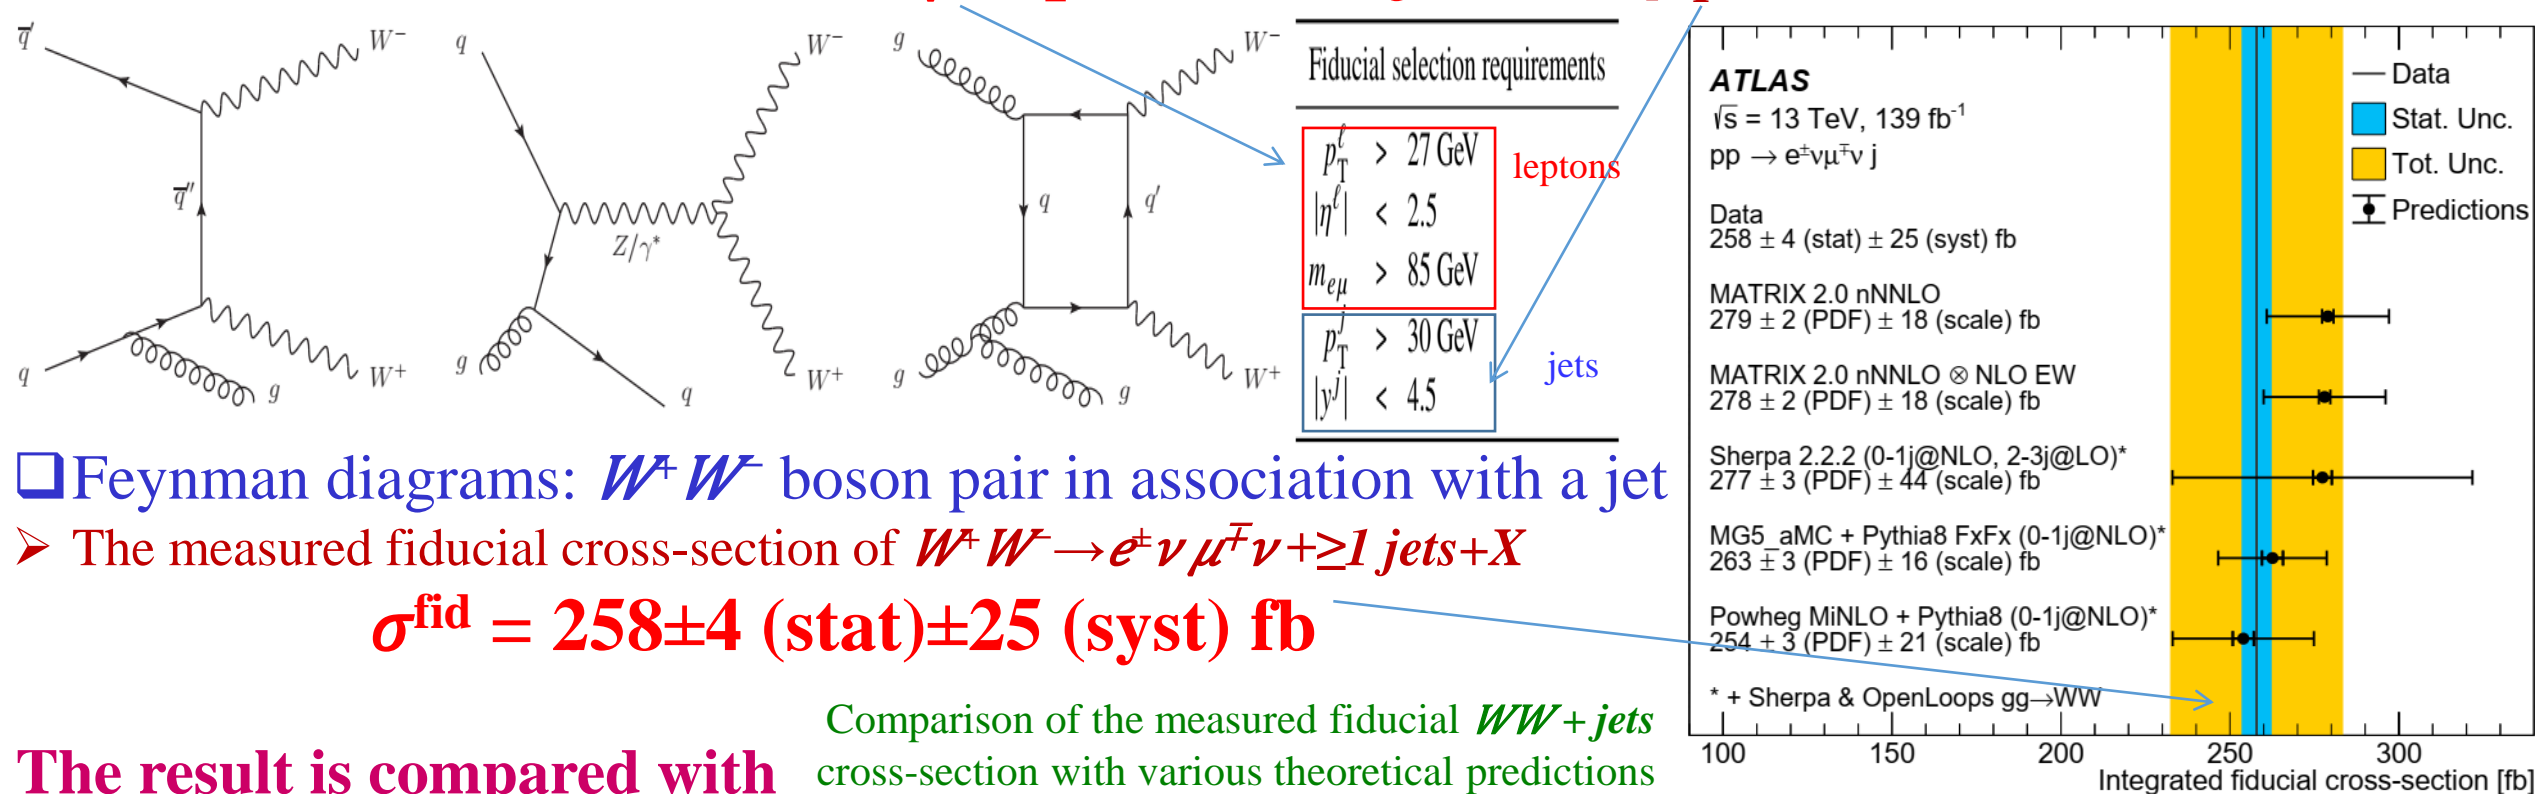 q̅′
W⁻
q̅″
q
W⁺
g
q
W⁻
Z/γ*
g
W⁺
q
g
W⁻
q
q′
g
W⁺
g
Fiducial selection requirements
p_T^ℓ > 27 GeV
|η^ℓ| < 2.5
m_eμ > 85 GeV
leptons
p_T^j > 30 GeV
|y^j| < 4.5
jets
ATLAS
√s = 13 TeV, 139 fb⁻¹
pp → e±νμ∓ν j
Data
Stat. Unc.
Tot. Unc.
Predictions
Data
258 ± 4 (stat) ± 25 (syst) fb
MATRIX 2.0 nNNLO
279 ± 2 (PDF) ± 18 (scale) fb
MATRIX 2.0 nNNLO ⊗ NLO EW
278 ± 2 (PDF) ± 18 (scale) fb
Sherpa 2.2.2 (0-1j@NLO, 2-3j@LO)*
277 ± 3 (PDF) ± 44 (scale) fb
MG5_aMC + Pythia8 FxFx (0-1j@NLO)*
263 ± 3 (PDF) ± 16 (scale) fb
Powheg MiNLO + Pythia8 (0-1j@NLO)*
254 ± 3 (PDF) ± 21 (scale) fb
* + Sherpa & OpenLoops gg→WW
100 150 200 250 300
Integrated fiducial cross-section [fb]
❑Feynman diagrams: W⁺W⁻ boson pair in association with a jet
➢ The measured fiducial cross-section of W⁺W⁻→e±ν μ∓ν+≥1 jets+X
σ^fid = 258±4 (stat)±25 (syst) fb
Comparison of the measured fiducial WW+jets
cross-section with various theoretical predictions
The result is compared with